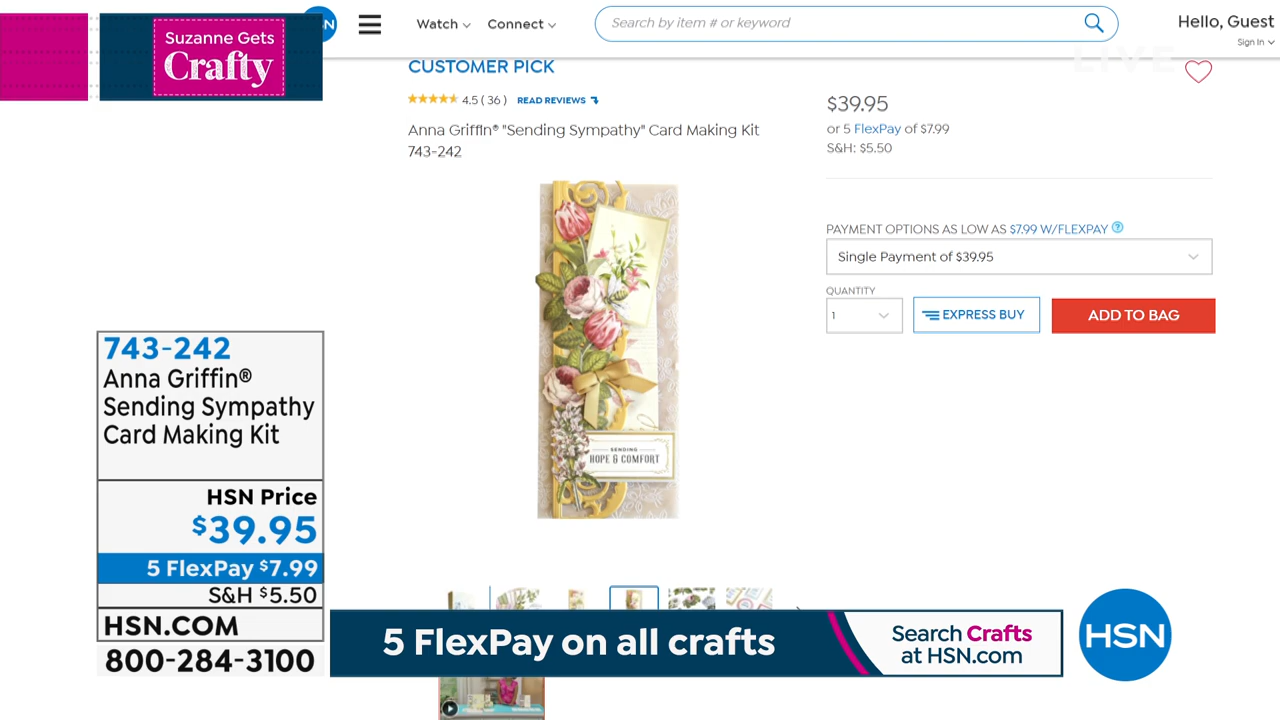 Suzanne Gets
Crafty
HSN
Watch
Connect
Search by item # or keyword
Hello, Guest
Sign In
LIVE
CUSTOMER PICK
4.5 ( 36 ) READ REVIEWS
Anna Griffin® "Sending Sympathy" Card Making Kit
743-242
$39.95
or 5 FlexPay of $7.99
S&H: $5.50
PAYMENT OPTIONS AS LOW AS $7.99 W/FLEXPAY ?
Single Payment of $39.95
QUANTITY
1
EXPRESS BUY
ADD TO BAG
SENDING
HOPE & COMFORT
743-242
Anna Griffin®
Sending Sympathy
Card Making Kit
HSN Price
$39.95
5 FlexPay $7.99
S&H $5.50
HSN.COM
800-284-3100
5 FlexPay on all crafts
Search Crafts
at HSN.com
HSN